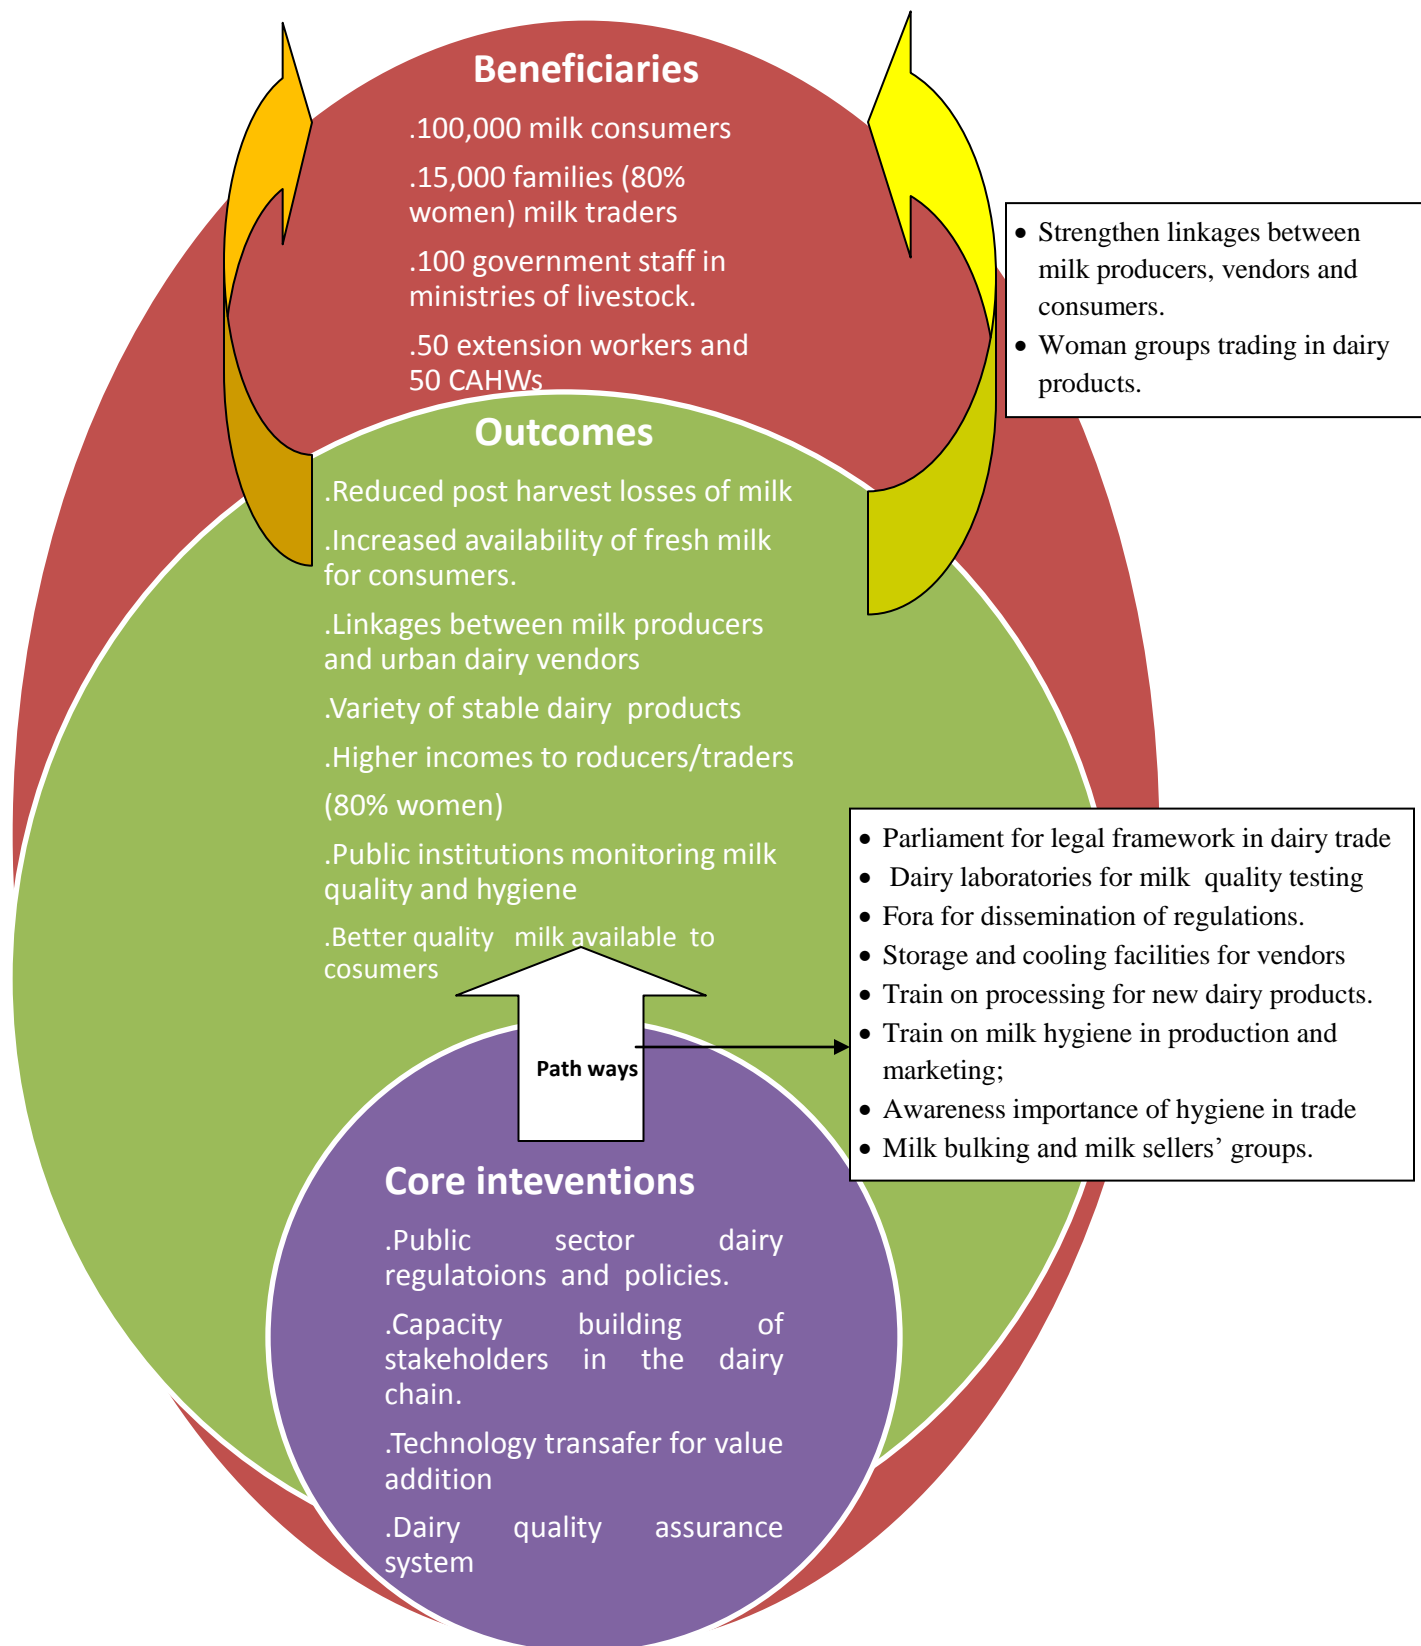 Beneficiaries
.100,000 milk consumers
.15,000 families (80%
women) milk traders
.100 government staff in
ministries of livestock.
.50 extension workers and
50 CAHWs
• Strengthen linkages between
milk producers, vendors and
consumers.
• Woman groups trading in dairy
products.
Outcomes
.Reduced post harvest losses of milk
.Increased availability of fresh milk
for consumers.
.Linkages between milk producers
and urban dairy vendors
.Variety of stable dairy products
.Higher incomes to roducers/traders
(80% women)
.Public institutions monitoring milk
quality and hygiene
.Better quality milk available to
cosumers
Path ways
• Parliament for legal framework in dairy trade
• Dairy laboratories for milk quality testing
• Fora for dissemination of regulations.
• Storage and cooling facilities for vendors
• Train on processing for new dairy products.
• Train on milk hygiene in production and
marketing;
• Awareness importance of hygiene in trade
• Milk bulking and milk sellers’ groups.
Core inteventions
.Public sector dairy
regulatoions and policies.
.Capacity building of
stakeholders in the dairy
chain.
.Technology transafer for value
addition
.Dairy quality assurance
system